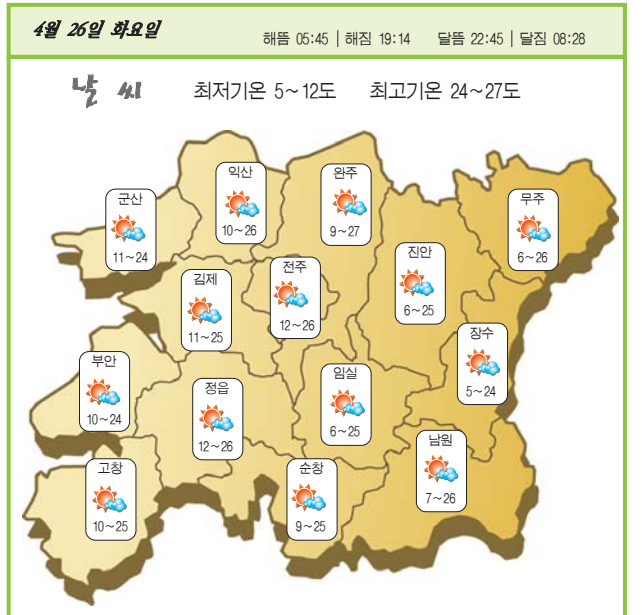 4월 26일 화요일
해뜸 05:45 | 해짐 19:14 달뜸 22:45 | 달짐 08:28
날 씨 최저기온 5~12도 최고기온 24~27도
익산
10~26
완주
9~27
군산
11~24
무주
6~26
진안
6~25
전주
12~26
김제
11~25
장수
5~24
부안
10~24
임실
6~25
정읍
12~26
남원
7~26
고창
10~25
순창
9~25